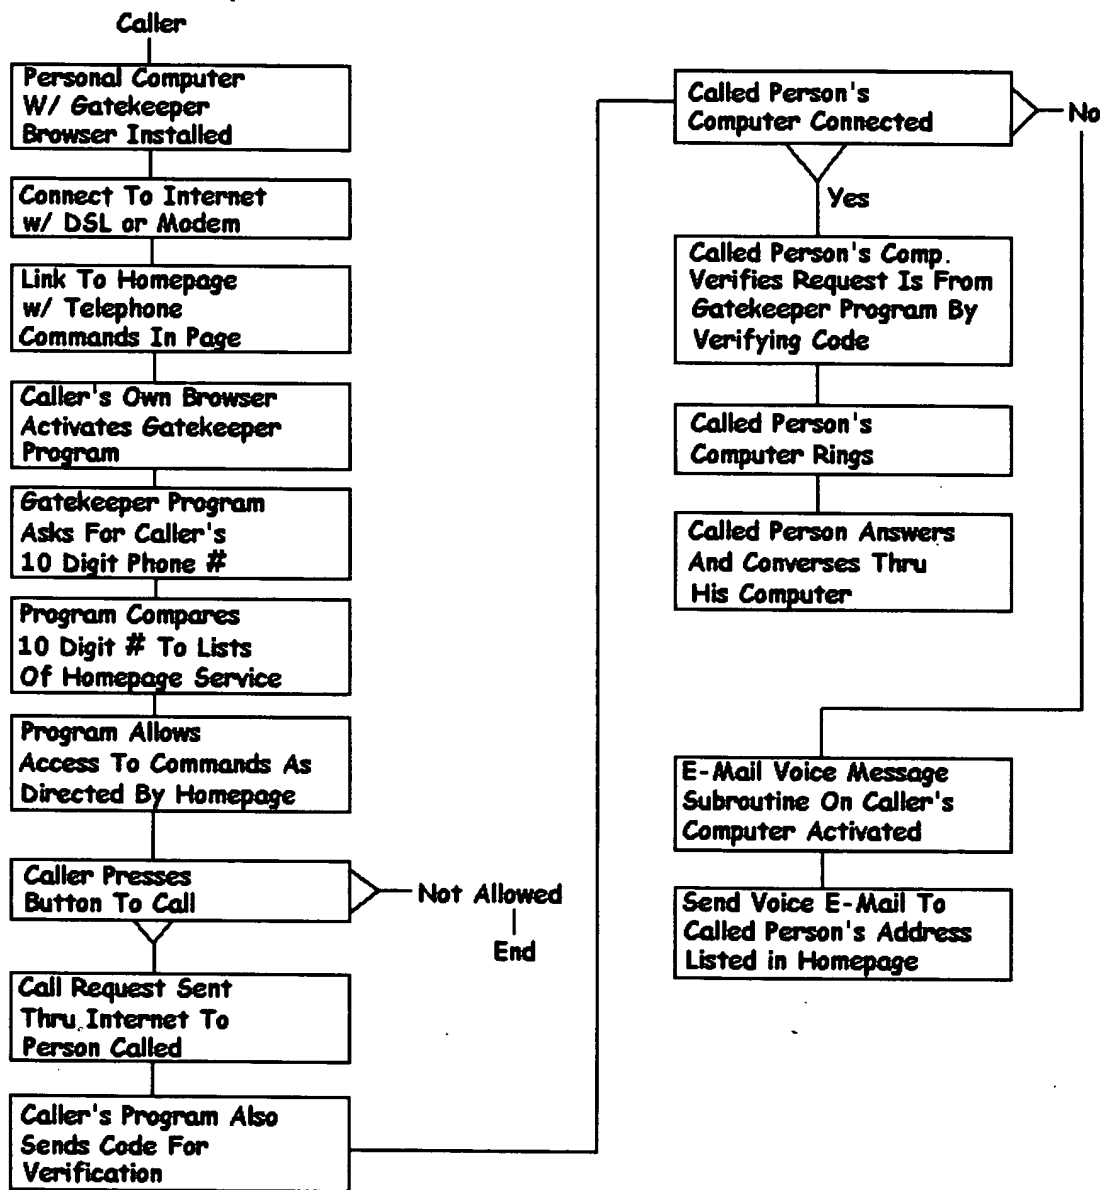 Caller
Personal Computer
W/ Gatekeeper
Browser Installed
Connect To Internet
w/ DSL or Modem
Link To Homepage
w/ Telephone
Commands In Page
Caller's Own Browser
Activates Gatekeeper
Program
Gatekeeper Program
Asks For Caller's
10 Digit Phone #
Program Compares
10 Digit # To Lists
Of Homepage Service
Program Allows
Access To Commands As
Directed By Homepage
Caller Presses
Button To Call
Not Allowed
End
Call Request Sent
Thru Internet To
Person Called
Caller's Program Also
Sends Code For
Verification
Called Person's
Computer Connected
No
Yes
Called Person's Comp.
Verifies Request Is From
Gatekeeper Program By
Verifying Code
Called Person's
Computer Rings
Called Person Answers
And Converses Thru
His Computer
E-Mail Voice Message
Subroutine On Caller's
Computer Activated
Send Voice E-Mail To
Called Person's Address
Listed in Homepage